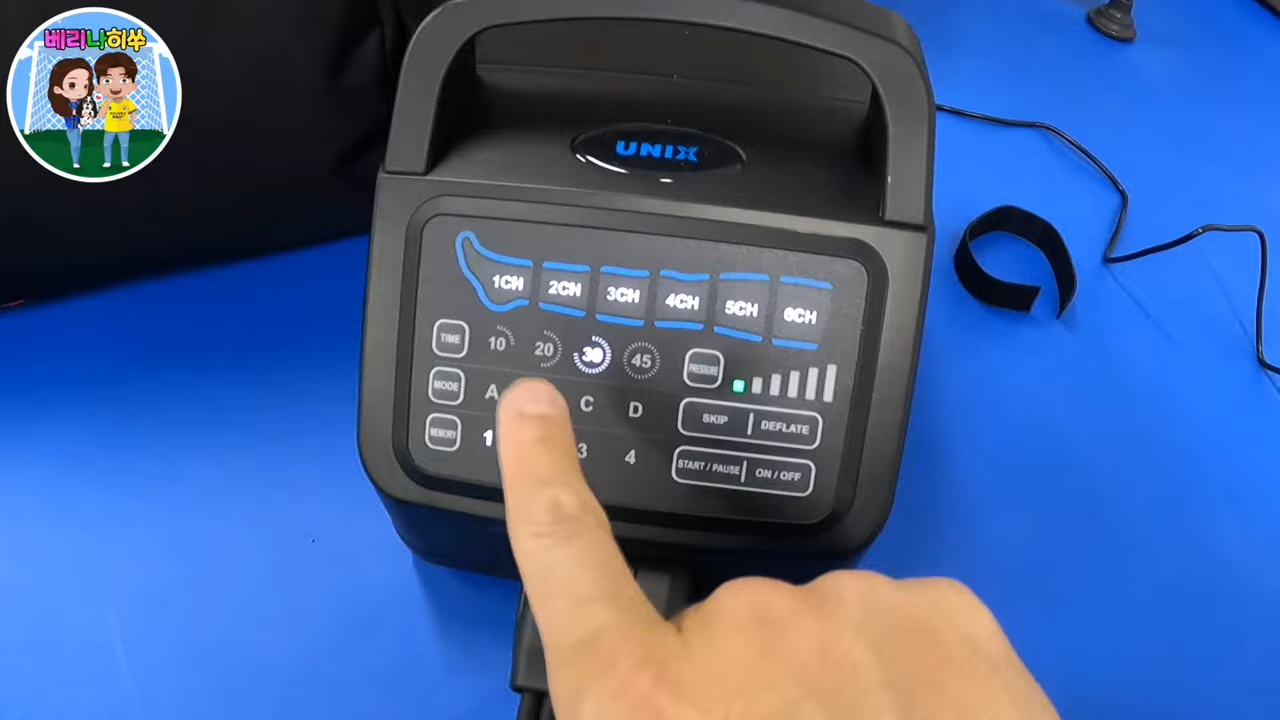 베리나히쑤
UNIX
1CH 2CH 3CH 4CH 5CH 6CH
TIME 10 20 30 45 PRESSURE
MODE A C D SKIP DEFLATE
MEMORY 1 3 4 START / PAUSE ON / OFF